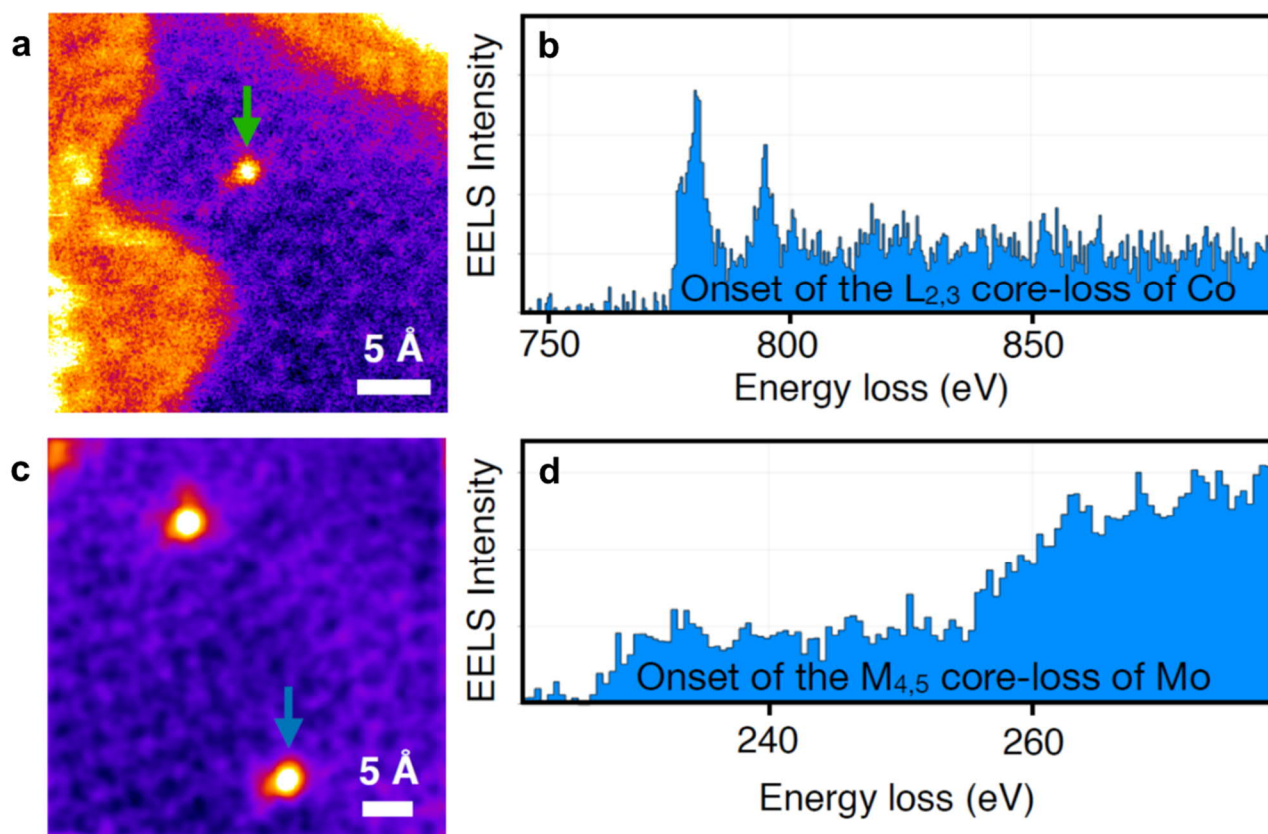 a
5 Å
b
EELS Intensity
Onset of the L2,3 core-loss of Co
750 800 850
Energy loss (eV)
c
5 Å
d
EELS Intensity
Onset of the M4,5 core-loss of Mo
240 260
Energy loss (eV)